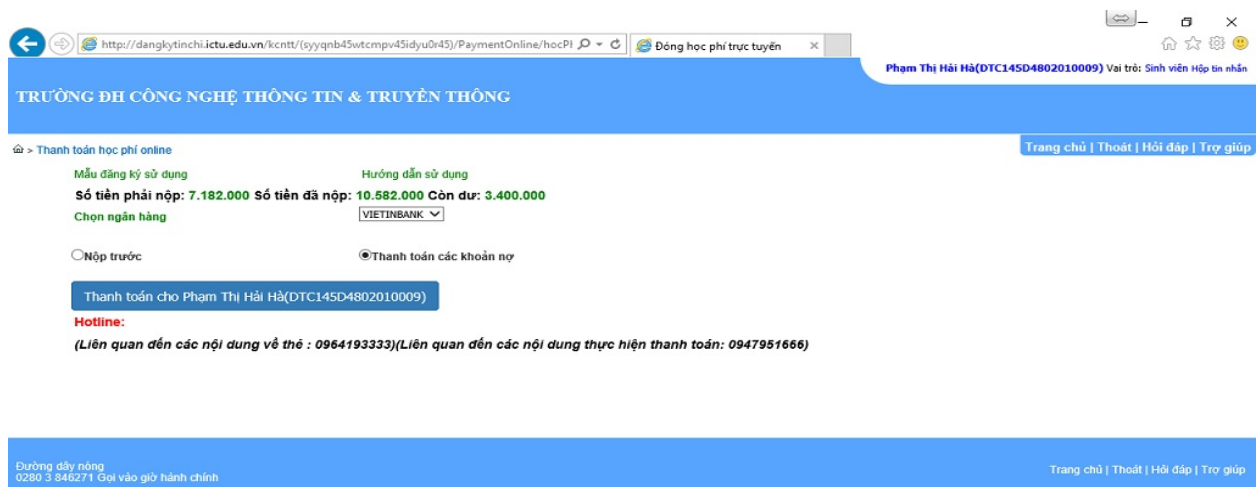 http://dangkytinchi.ictu.edu.vn/kcntt/(syyqnb45wtcmpv45idyu0r45)/PaymentOnline/hocPl
Đóng học phí trực tuyến
Phạm Thị Hải Hà(DTC145D4802010009) Vai trò: Sinh viên Hộp tin nhắn
TRƯỜNG ĐH CÔNG NGHỆ THÔNG TIN & TRUYỀN THÔNG
> Thanh toán học phí online
Trang chủ | Thoát | Hỏi đáp | Trợ giúp
Mẫu đăng ký sử dụng Hướng dẫn sử dụng
Số tiền phải nộp: 7.182.000 Số tiền đã nộp: 10.582.000 Còn dư: 3.400.000
Chọn ngân hàng VIETINBANK
Nộp trước Thanh toán các khoản nợ
Thanh toán cho Phạm Thị Hải Hà(DTC145D4802010009)
Hotline:
(Liên quan đến các nội dung về thẻ : 0964193333)(Liên quan đến các nội dung thực hiện thanh toán: 0947951666)
Đường dây nóng
0280 3 846271 Gọi vào giờ hành chính
Trang chủ | Thoát | Hỏi đáp | Trợ giúp